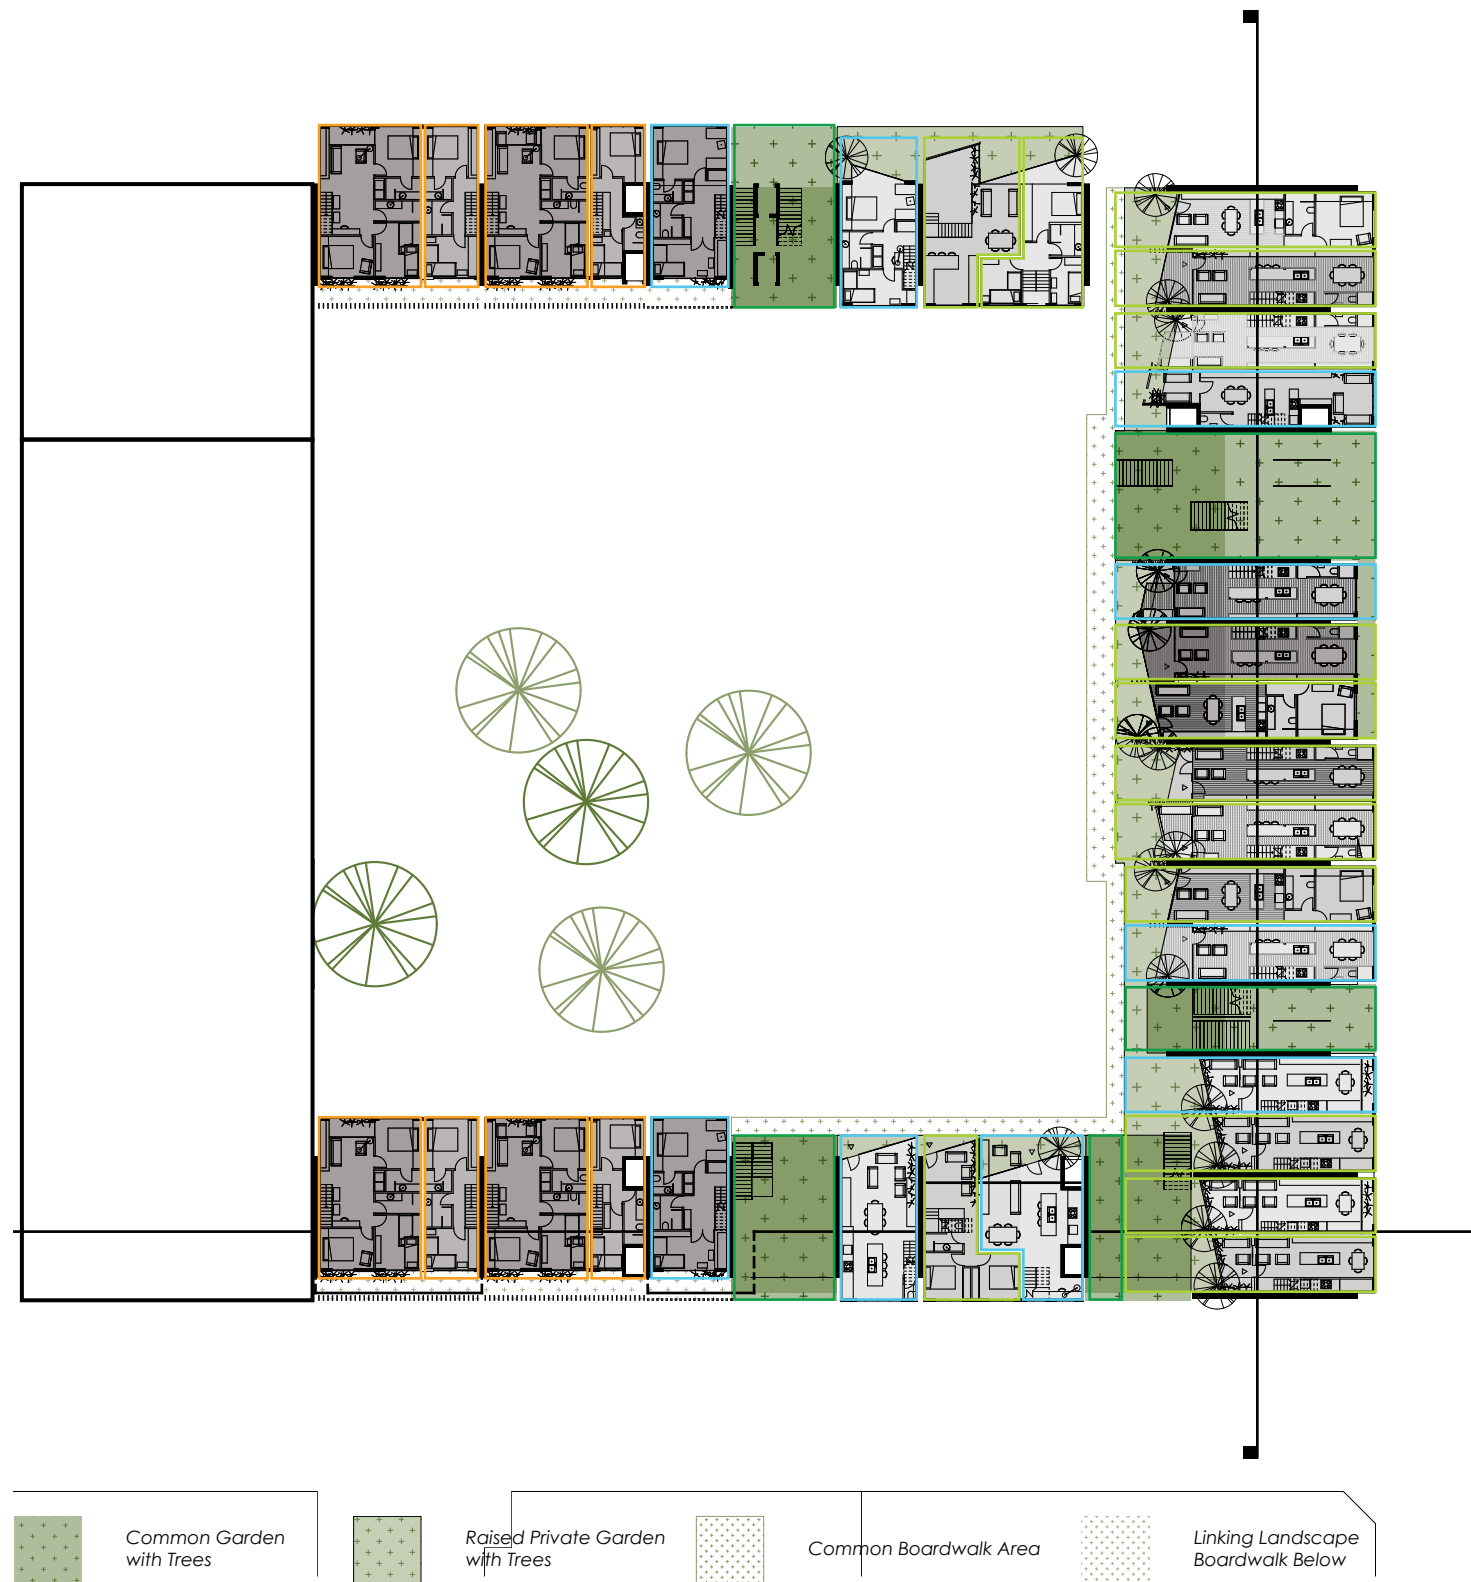 Common Garden
with Trees
Raised Private Garden
with Trees
Common Boardwalk Area
Linking Landscape
Boardwalk Below